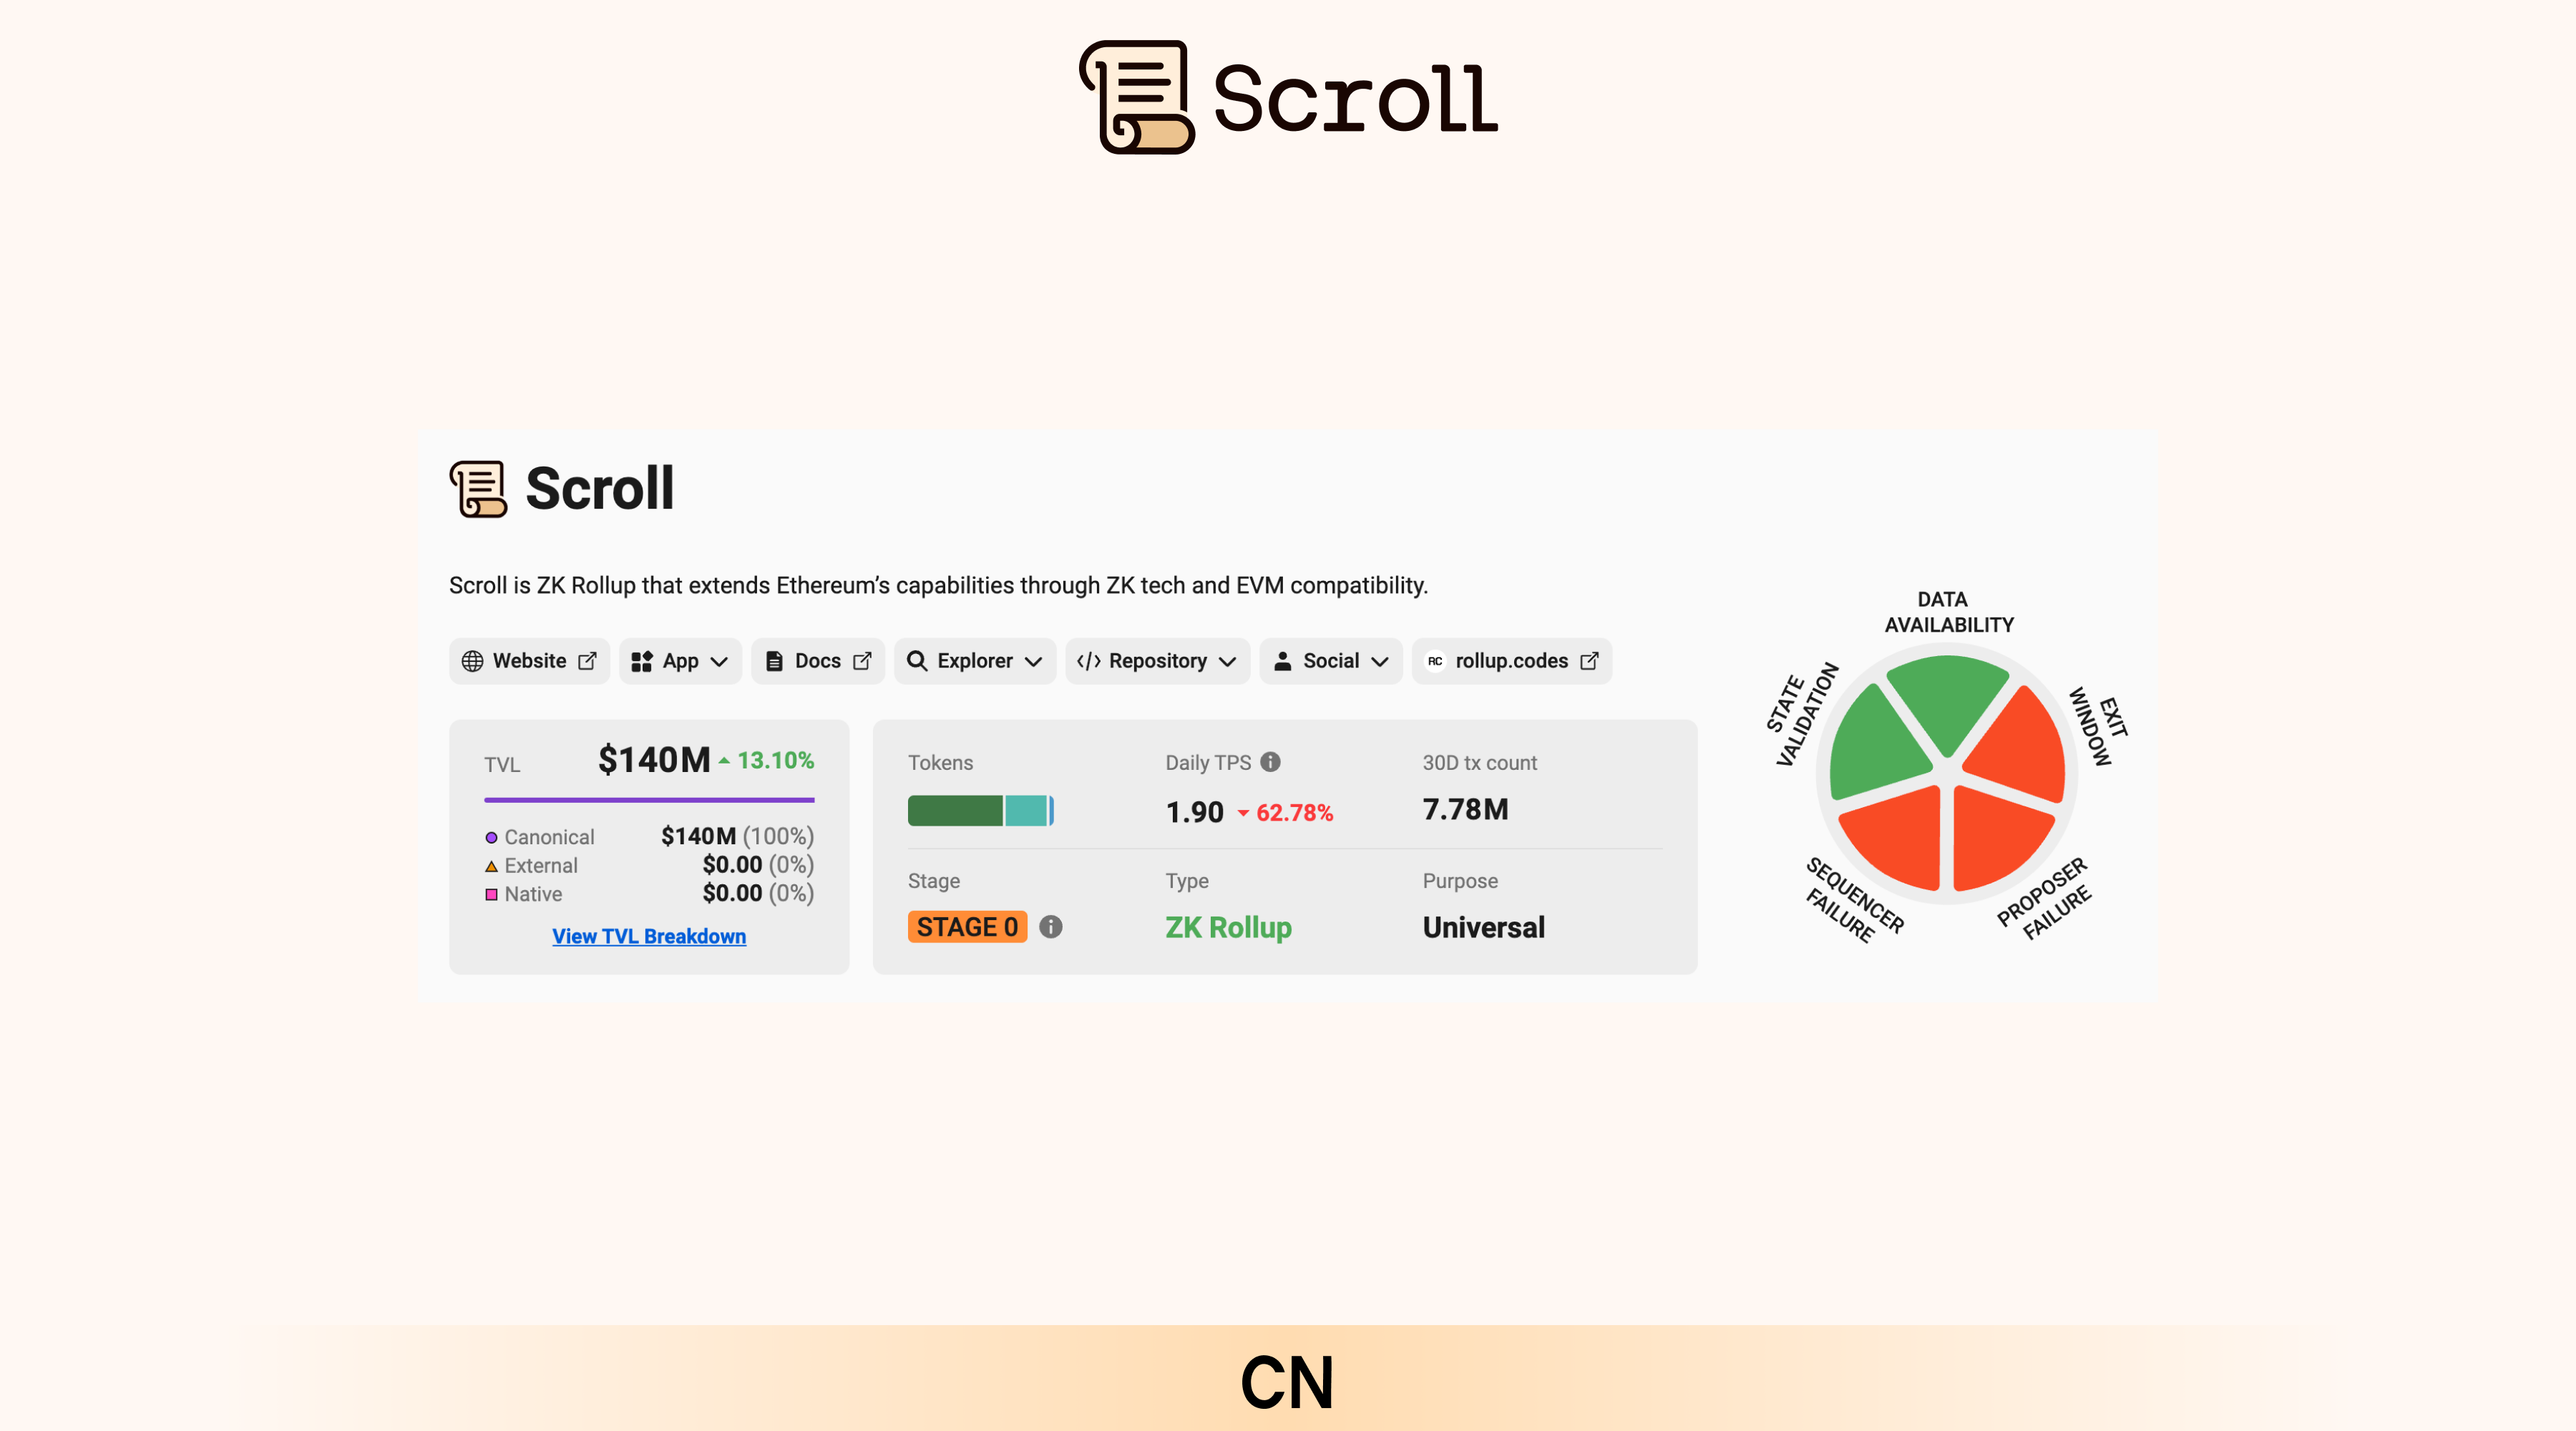 Scroll
Scroll
Scroll is ZK Rollup that extends Ethereum’s capabilities through ZK tech and EVM compatibility.
Website App Docs Explorer </> Repository Social RC rollup.codes
TVL $140M 13.10%
Canonical $140M (100%)
External $0.00 (0%)
Native $0.00 (0%)
View TVL Breakdown
Tokens Daily TPS 30D tx count
1.90 62.78% 7.78M
Stage Type Purpose
STAGE 0 ZK Rollup Universal
DATA
AVAILABILITY
STATE
VALIDATION
EXIT
WINDOW
SEQUENCER
FAILURE
PROPOSER
FAILURE
CN